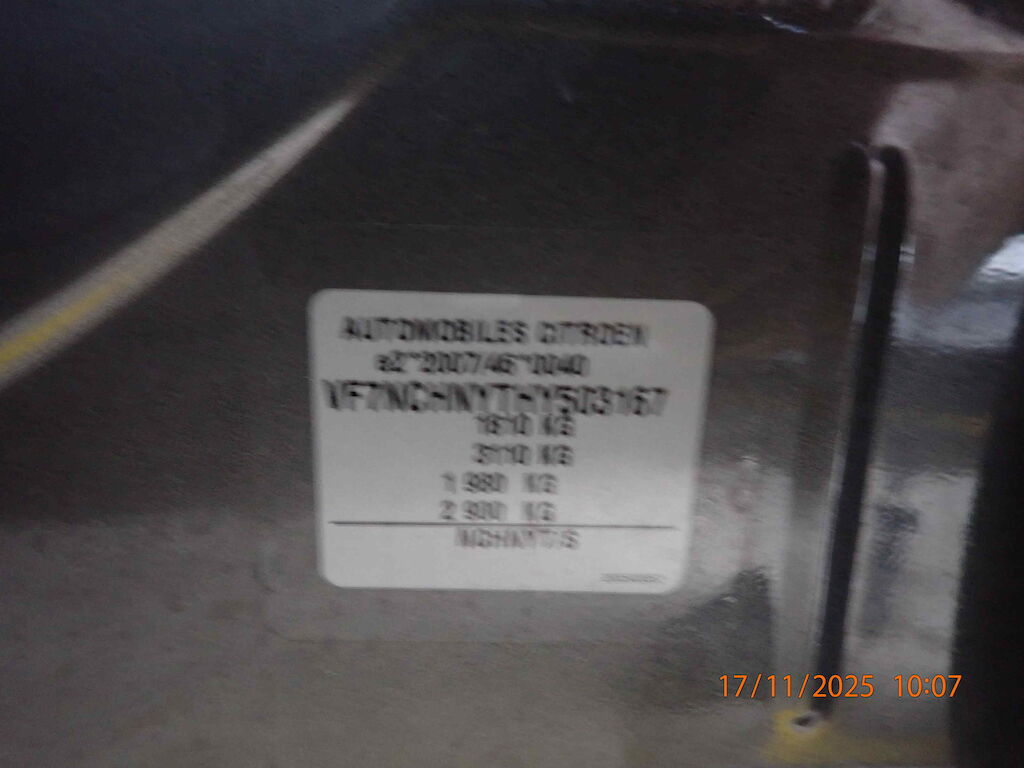 AUTOMOBILES CITROEN
e2*2007/46*0040
VF7NCHNYTHY503167
1610 KG
3110 KG
1 980 KG
2 900 KG
NCHNYT/S
17/11/2025 10:07